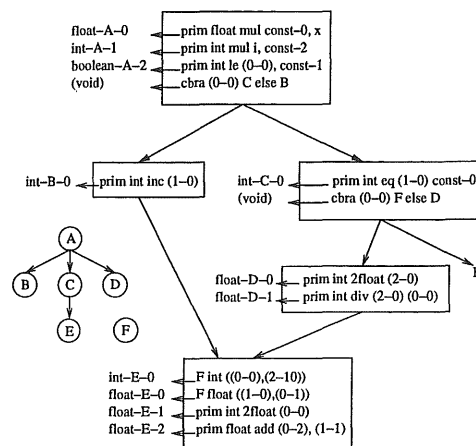 float-A-0 prim float mul const-0, x
int-A-1 prim int mul i, const-2
boolean-A-2 prim int le (0-0), const-1
(void) cbra (0-0) C else B
int-B-0 prim int inc (1-0)
int-C-0 prim int eq (1-0) const-0
(void) cbra (0-0) F else D
A
B C D
E F
float-D-0 prim int 2float (2-0)
float-D-1 prim int div (2-0) (0-0)
int-E-0 F int ((0-0),(2-10))
float-E-0 F float ((1-0),(0-1))
float-E-1 prim int 2float (0-0)
float-E-2 prim float add (0-2), (1-1)